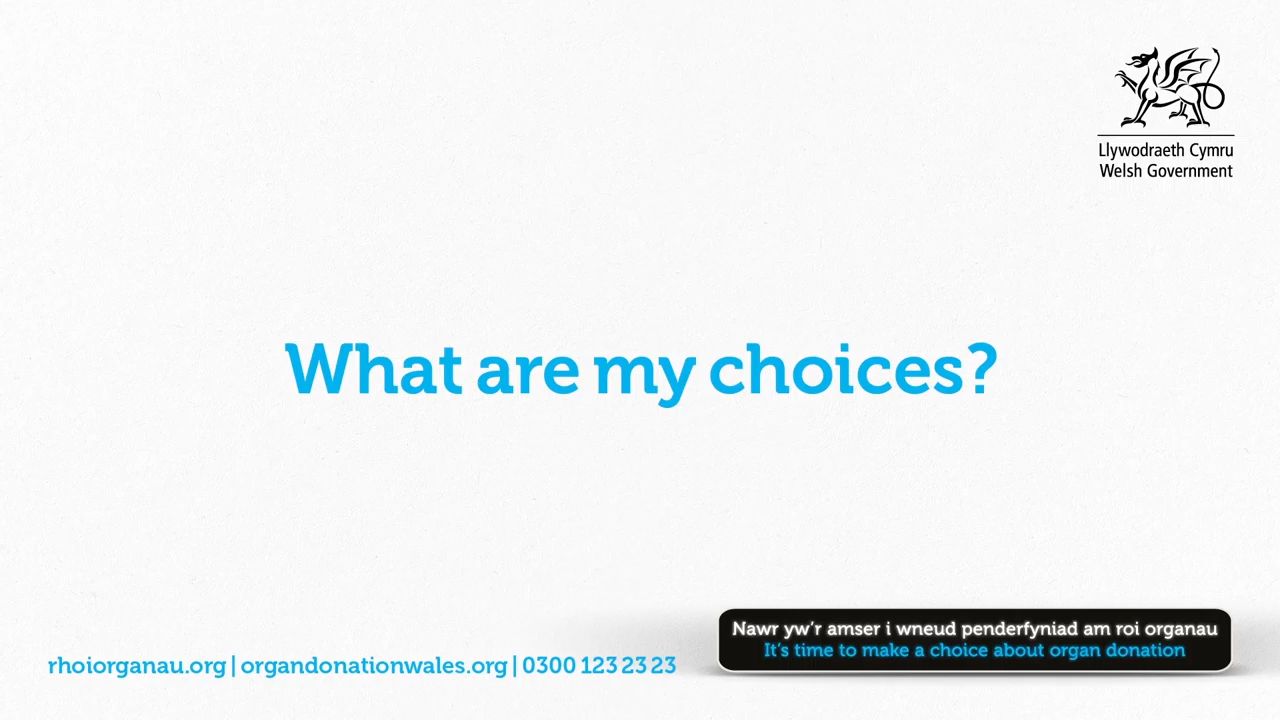 Llywodraeth Cymru
Welsh Government
What are my choices?
Nawr yw'r amser i wneud penderfyniad am roi organau
It's time to make a choice about organ donation
rhoiorganau.org | organdonationwales.org | 0300 123 23 23